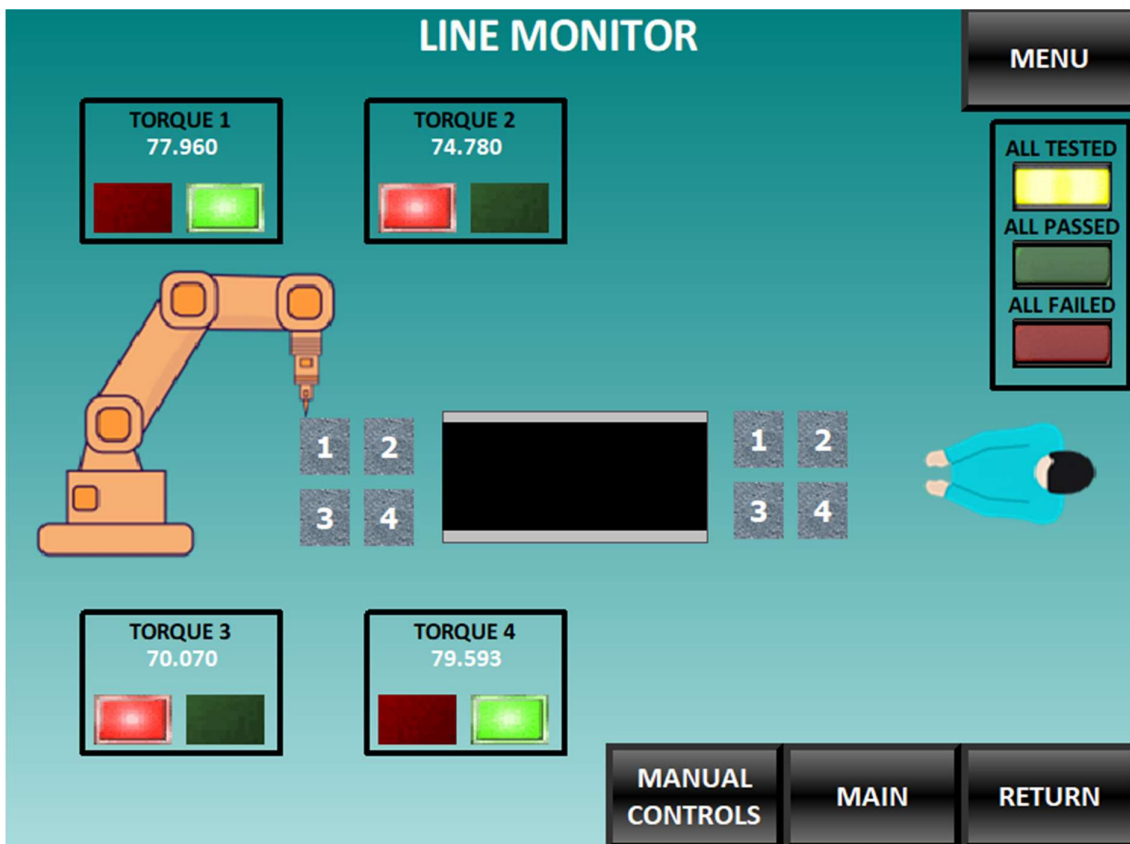 LINE MONITOR
MENU
TORQUE 1
77.960
TORQUE 2
74.780
ALL TESTED
ALL PASSED
ALL FAILED
1 2
3 4
1 2
3 4
TORQUE 3
70.070
TORQUE 4
79.593
MANUAL
CONTROLS
MAIN
RETURN